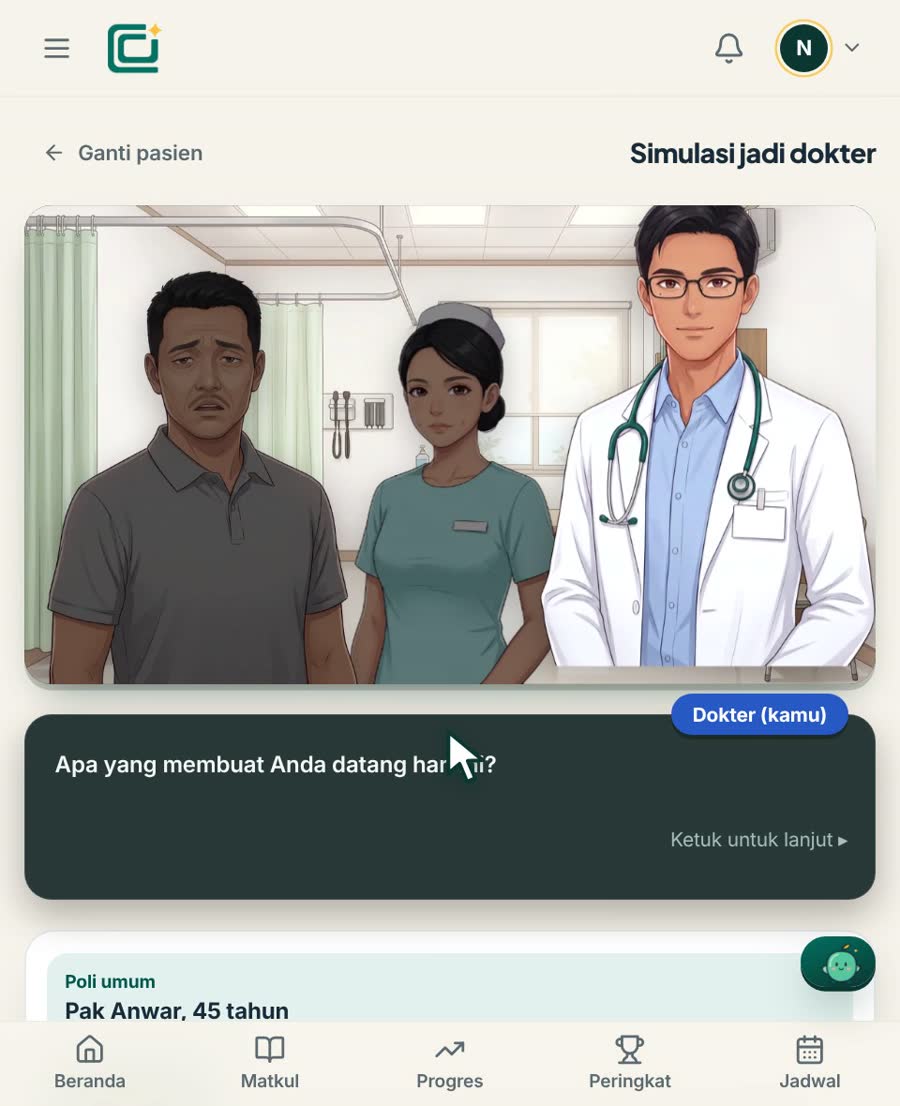 N
Ganti pasien
Simulasi jadi dokter
Dokter (kamu)
Apa yang membuat Anda datang
Ketuk untuk lanjut ▸
Poli umum
Pak Anwar, 45 tahun
Beranda
Matkul
Progres
Peringkat
Jadwal